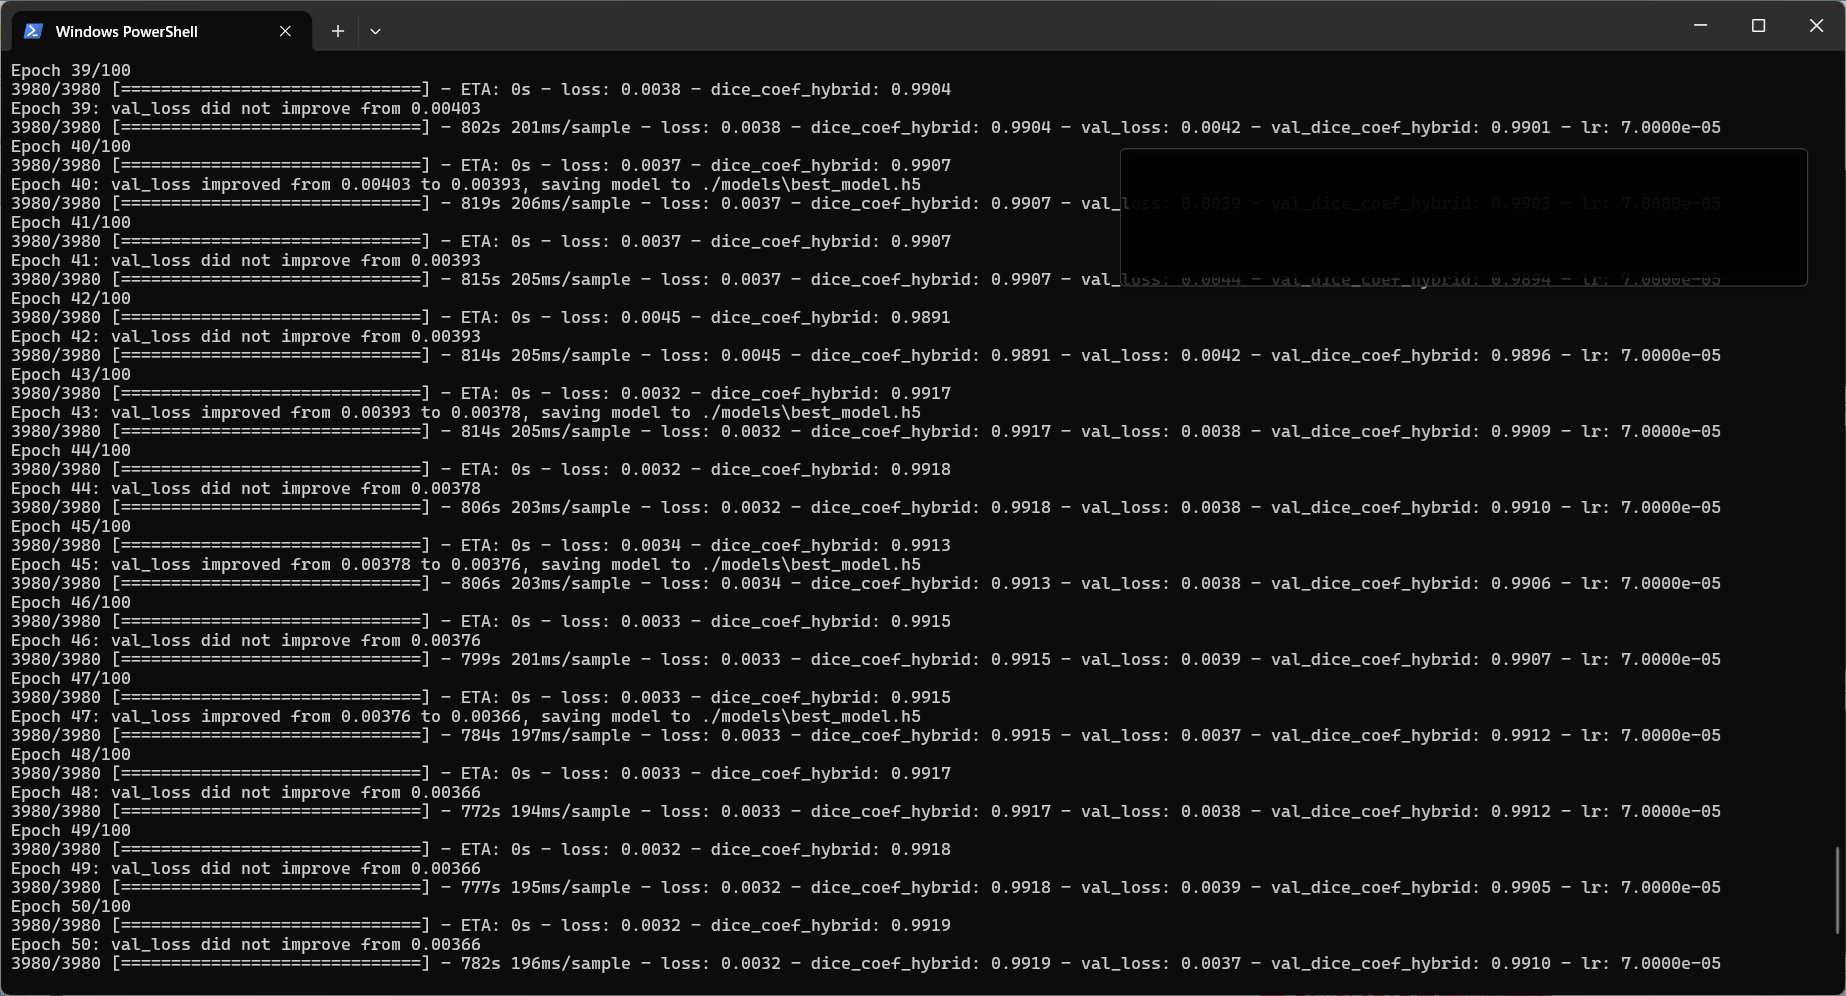 Windows PowerShell
Epoch 39/100
3980/3980 [==============================] - ETA: 0s - loss: 0.0038 - dice_coef_hybrid: 0.9904
Epoch 39: val_loss did not improve from 0.00403
3980/3980 [==============================] - 802s 201ms/sample - loss: 0.0038 - dice_coef_hybrid: 0.9904 - val_loss: 0.0042 - val_dice_coef_hybrid: 0.9901 - lr: 7.0000e-05
Epoch 40/100
3980/3980 [==============================] - ETA: 0s - loss: 0.0037 - dice_coef_hybrid: 0.9907
Epoch 40: val_loss improved from 0.00403 to 0.00393, saving model to ./models\best_model.h5
3980/3980 [==============================] - 819s 206ms/sample - loss: 0.0037 - dice_coef_hybrid: 0.9907 - val_loss: 0.0039 - val_dice_coef_hybrid: 0.9903 - lr: 7.0000e-05
Epoch 41/100
3980/3980 [==============================] - ETA: 0s - loss: 0.0037 - dice_coef_hybrid: 0.9907
Epoch 41: val_loss did not improve from 0.00393
3980/3980 [==============================] - 815s 205ms/sample - loss: 0.0037 - dice_coef_hybrid: 0.9907 - val_loss: 0.0044 - val_dice_coef_hybrid: 0.9894 - lr: 7.0000e-05
Epoch 42/100
3980/3980 [==============================] - ETA: 0s - loss: 0.0045 - dice_coef_hybrid: 0.9891
Epoch 42: val_loss did not improve from 0.00393
3980/3980 [==============================] - 814s 205ms/sample - loss: 0.0045 - dice_coef_hybrid: 0.9891 - val_loss: 0.0042 - val_dice_coef_hybrid: 0.9896 - lr: 7.0000e-05
Epoch 43/100
3980/3980 [==============================] - ETA: 0s - loss: 0.0032 - dice_coef_hybrid: 0.9917
Epoch 43: val_loss improved from 0.00393 to 0.00378, saving model to ./models\best_model.h5
3980/3980 [==============================] - 814s 205ms/sample - loss: 0.0032 - dice_coef_hybrid: 0.9917 - val_loss: 0.0038 - val_dice_coef_hybrid: 0.9909 - lr: 7.0000e-05
Epoch 44/100
3980/3980 [==============================] - ETA: 0s - loss: 0.0032 - dice_coef_hybrid: 0.9918
Epoch 44: val_loss did not improve from 0.00378
3980/3980 [==============================] - 806s 203ms/sample - loss: 0.0032 - dice_coef_hybrid: 0.9918 - val_loss: 0.0038 - val_dice_coef_hybrid: 0.9910 - lr: 7.0000e-05
Epoch 45/100
3980/3980 [==============================] - ETA: 0s - loss: 0.0034 - dice_coef_hybrid: 0.9913
Epoch 45: val_loss improved from 0.00378 to 0.00376, saving model to ./models\best_model.h5
3980/3980 [==============================] - 806s 203ms/sample - loss: 0.0034 - dice_coef_hybrid: 0.9913 - val_loss: 0.0038 - val_dice_coef_hybrid: 0.9906 - lr: 7.0000e-05
Epoch 46/100
3980/3980 [==============================] - ETA: 0s - loss: 0.0033 - dice_coef_hybrid: 0.9915
Epoch 46: val_loss did not improve from 0.00376
3980/3980 [==============================] - 799s 201ms/sample - loss: 0.0033 - dice_coef_hybrid: 0.9915 - val_loss: 0.0039 - val_dice_coef_hybrid: 0.9907 - lr: 7.0000e-05
Epoch 47/100
3980/3980 [==============================] - ETA: 0s - loss: 0.0033 - dice_coef_hybrid: 0.9915
Epoch 47: val_loss improved from 0.00376 to 0.00366, saving model to ./models\best_model.h5
3980/3980 [==============================] - 784s 197ms/sample - loss: 0.0033 - dice_coef_hybrid: 0.9915 - val_loss: 0.0037 - val_dice_coef_hybrid: 0.9912 - lr: 7.0000e-05
Epoch 48/100
3980/3980 [==============================] - ETA: 0s - loss: 0.0033 - dice_coef_hybrid: 0.9917
Epoch 48: val_loss did not improve from 0.00366
3980/3980 [==============================] - 772s 194ms/sample - loss: 0.0033 - dice_coef_hybrid: 0.9917 - val_loss: 0.0038 - val_dice_coef_hybrid: 0.9912 - lr: 7.0000e-05
Epoch 49/100
3980/3980 [==============================] - ETA: 0s - loss: 0.0032 - dice_coef_hybrid: 0.9918
Epoch 49: val_loss did not improve from 0.00366
3980/3980 [==============================] - 777s 195ms/sample - loss: 0.0032 - dice_coef_hybrid: 0.9918 - val_loss: 0.0039 - val_dice_coef_hybrid: 0.9905 - lr: 7.0000e-05
Epoch 50/100
3980/3980 [==============================] - ETA: 0s - loss: 0.0032 - dice_coef_hybrid: 0.9919
Epoch 50: val_loss did not improve from 0.00366
3980/3980 [==============================] - 782s 196ms/sample - loss: 0.0032 - dice_coef_hybrid: 0.9919 - val_loss: 0.0037 - val_dice_coef_hybrid: 0.9910 - lr: 7.0000e-05